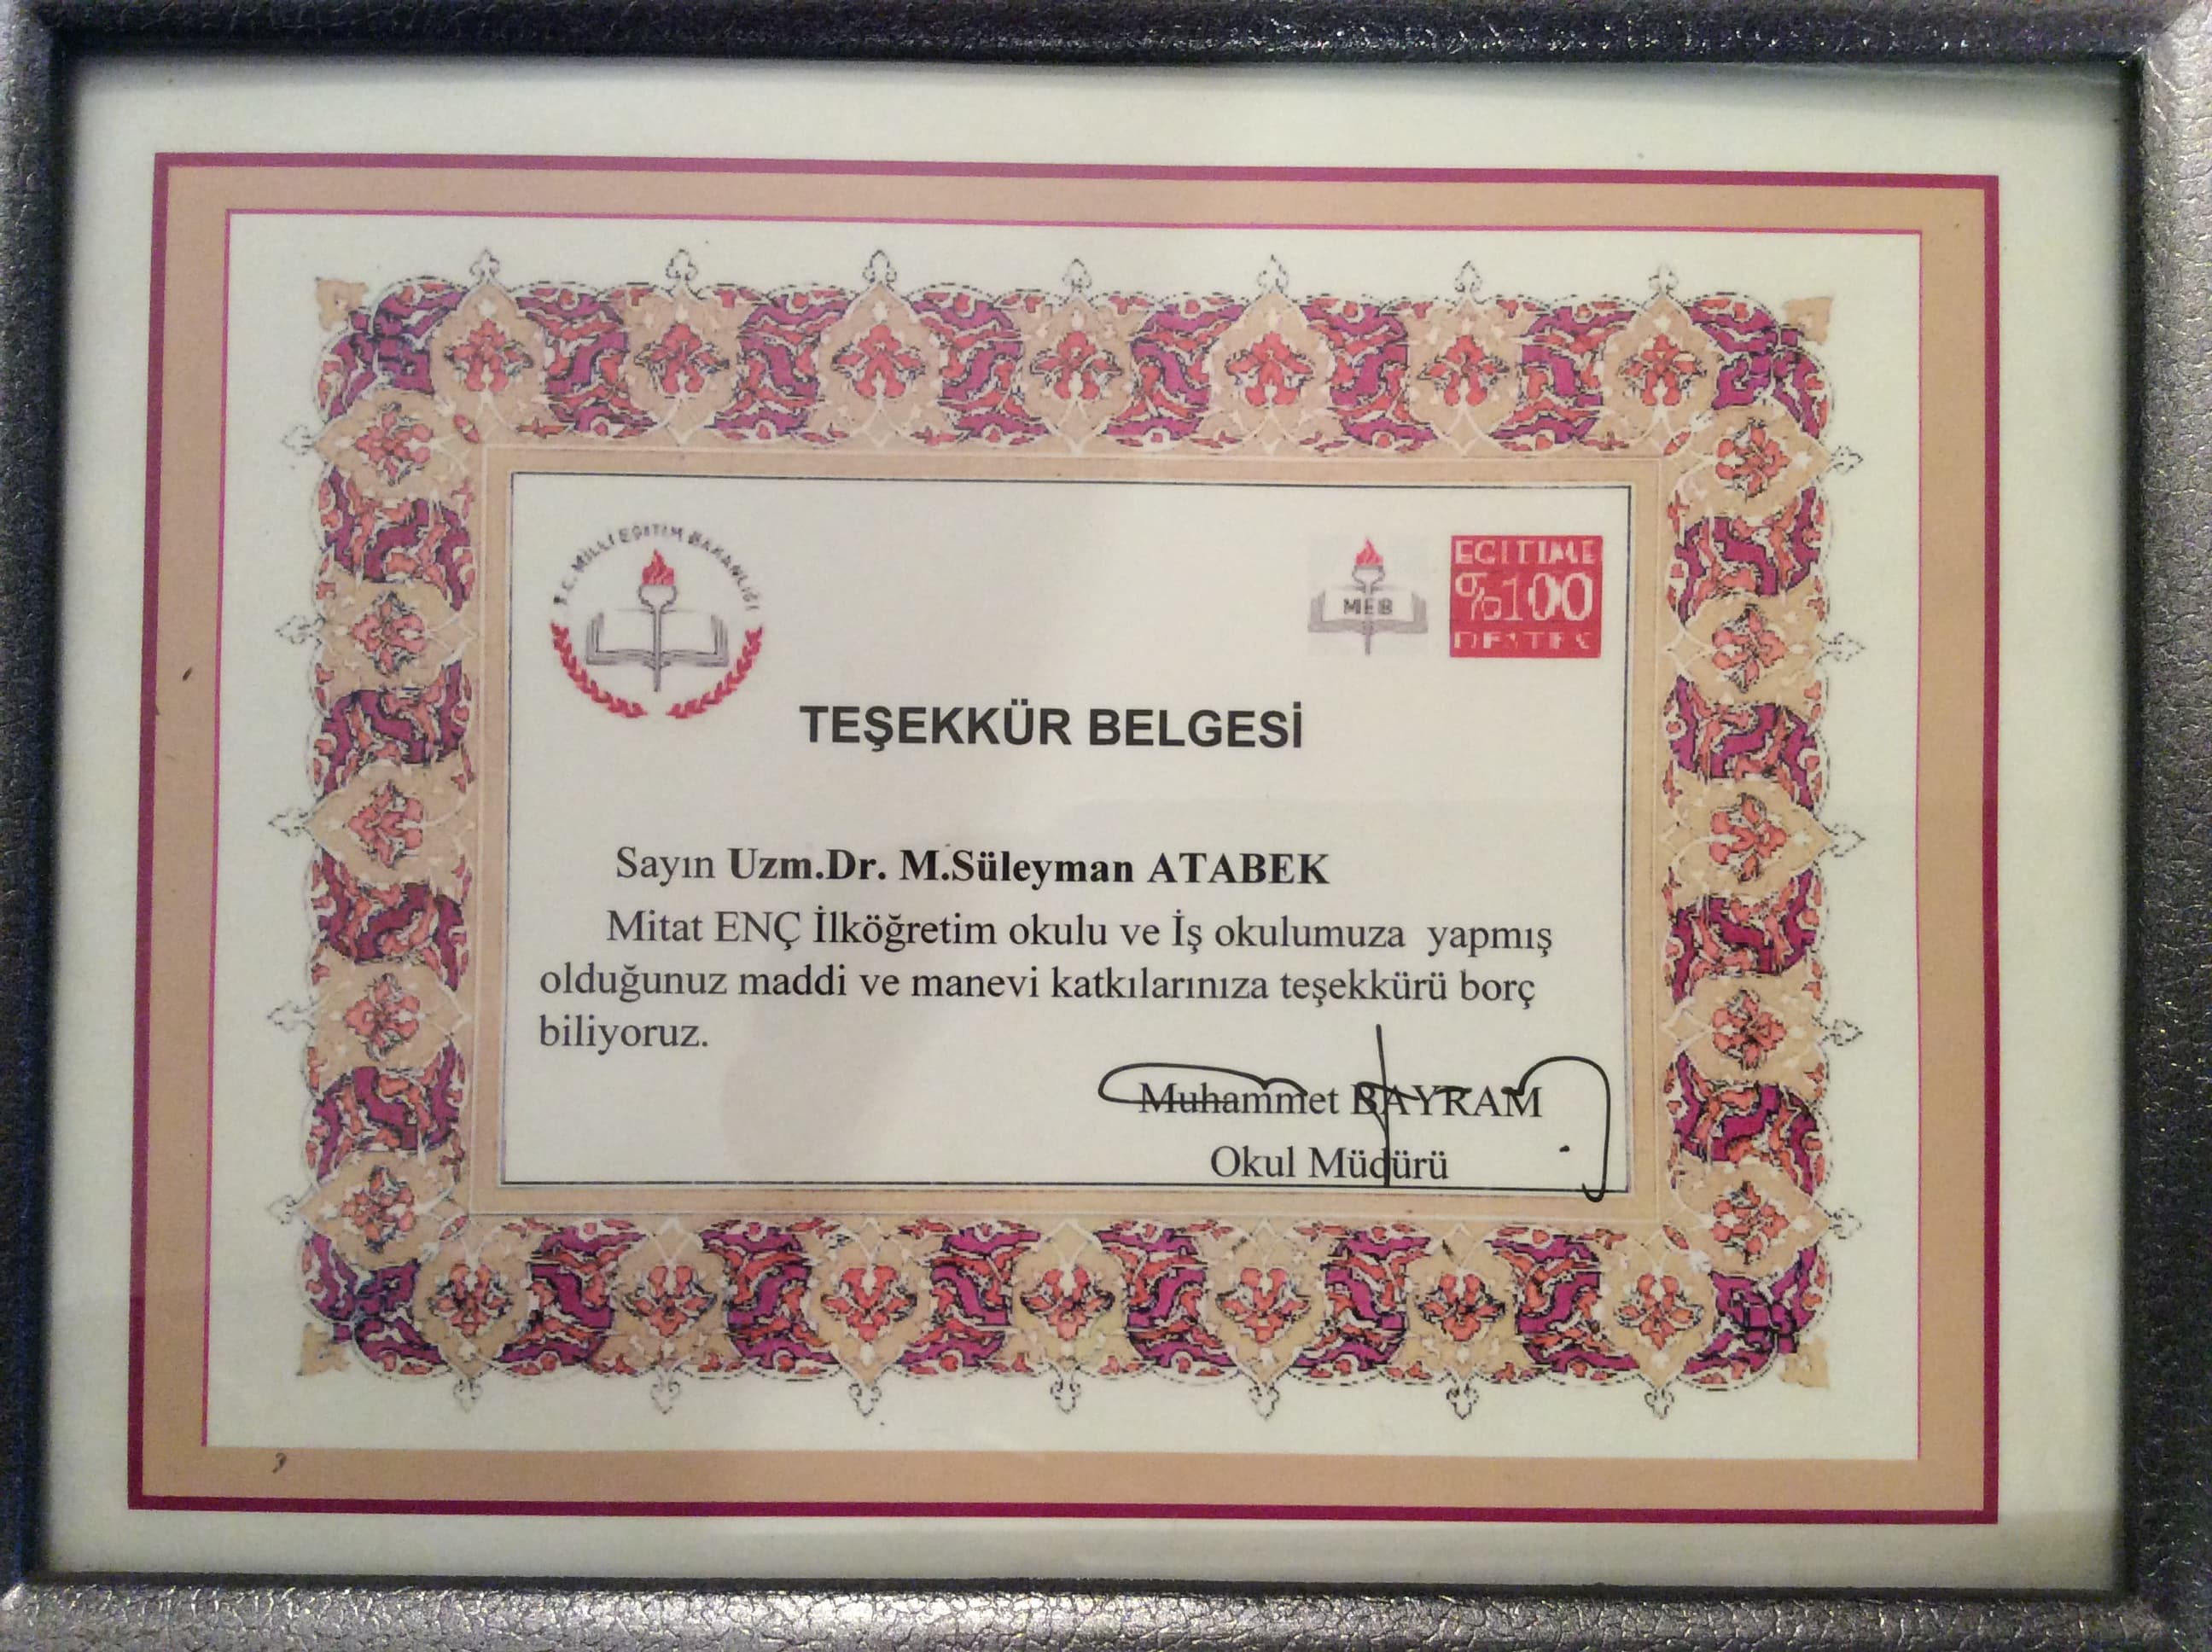 T.C. MİLLİ EĞİTİM BAKANLIĞI
MEB
EĞİTİME
%100
DESTEK
TEŞEKKÜR BELGESİ
Sayın Uzm.Dr. M.Süleyman ATABEK
Mitat ENÇ İlköğretim okulu ve İş okulumuza yapmış
olduğunuz maddi ve manevi katkılarınıza teşekkürü borç
biliyoruz.
Muhammet BAYRAM
Okul Müdürü